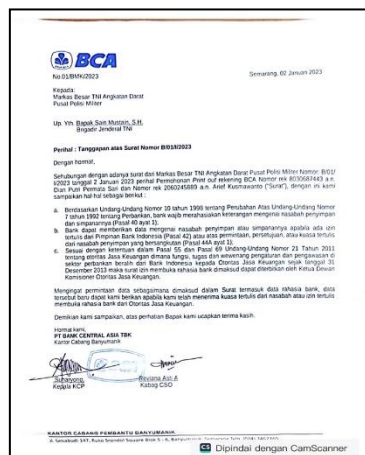 BCA
No.01/BMK/2023
Semarang, 02 Januari 2023
Kepada:
Markas Besar TNI Angkatan Darat
Pusat Polisi Militer
Up. Yth. Bapak Sain Mustain, S.H.
Brigadir Jenderal TNI
Perihal : Tanggapan atas Surat Nomor B/01/I/2023
Dengan hormat,
Sehubungan dengan adanya surat dari Markas Besar TNI Angkatan Darat Pusat Polisi Militer Nomor: B/01/
I/2023 tanggal 2 Januari 2023 perihal Permohonan Print out rekening BCA Nomor rek 8030687443 a.n.
Dian Putri Permata Sari dan Nomor rek 2060245889 a.n. Arief Kusmawanto ("Surat"), dengan ini kami
sampaikan hal-hal sebagai berikut :
a. Berdasarkan Undang-Undang Nomor 10 tahun 1998 tentang Perubahan Atas Undang-Undang Nomor
7 tahun 1992 tentang Perbankan, bank wajib merahasiakan keterangan mengenai nasabah penyimpan
dan simpanannya (Pasal 40 ayat 1);
b. Bank dapat memberikan data mengenai nasabah penyimpan atau simpanannya apabila ada izin
tertulis dari Pimpinan Bank Indonesia (Pasal 42) atau atas permintaan, persetujuan, atau kuasa tertulis
dari nasabah penyimpan yang bersangkutan (Pasal 44A ayat 1);
c. Sesuai dengan ketentuan dalam Pasal 55 dan Pasal 69 Undang-Undang Nomor 21 Tahun 2011
tentang otoritas Jasa Keuangan dimana fungsi, tugas dan wewenang pengaturan dan pengawasan di
sektor perbankan beralih dari Bank Indonesia kepada Otoritas Jasa Keuangan sejak tanggal 31
Desember 2013 maka surat izin membuka rahasia bank dimaksud dapat diterbitkan oleh Ketua Dewan
Komisioner Otoritas Jasa Keuangan.
Mengingat permintaan data sebagaimana dimaksud dalam Surat termasuk data rahasia bank, data
tersebut baru dapat kami berikan apabila kami telah menerima kuasa tertulis dari nasabah atau izin tertulis
membuka rahasia bank dari Otoritas Jasa Keuangan.
Demikian kami sampaikan, atas perhatian Bapak kami ucapkan terima kasih.
Hormat kami,
PT BANK CENTRAL ASIA TBK
Kantor Cabang Banyumanik
Suharyono
Kepala KCP
Reviana Asti A
Kabag CSO
KANTOR CABANG PEMBANTU BANYUMANIK
CS Dipindai dengan CamScanner